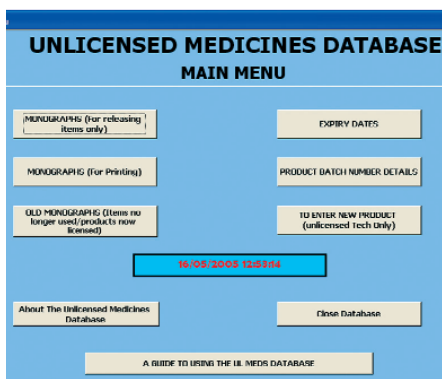 UNLICENSED MEDICINES DATABASE
MAIN MENU
MONOGRAPHS (For releasing
items only)
EXPIRY DATES
MONOGRAPHS (For Printing)
PRODUCT BATCH NUMBER DETAILS
OLD MONOGRAPHS (Items no
longer used/products now
licensed)
TO ENTER NEW PRODUCT
(unlicensed Tech Only)
16/05/2005 12:53:14
About The Unlicensed Medicines
Database
Close Database
A GUIDE TO USING THE UL MEDS DATABASE